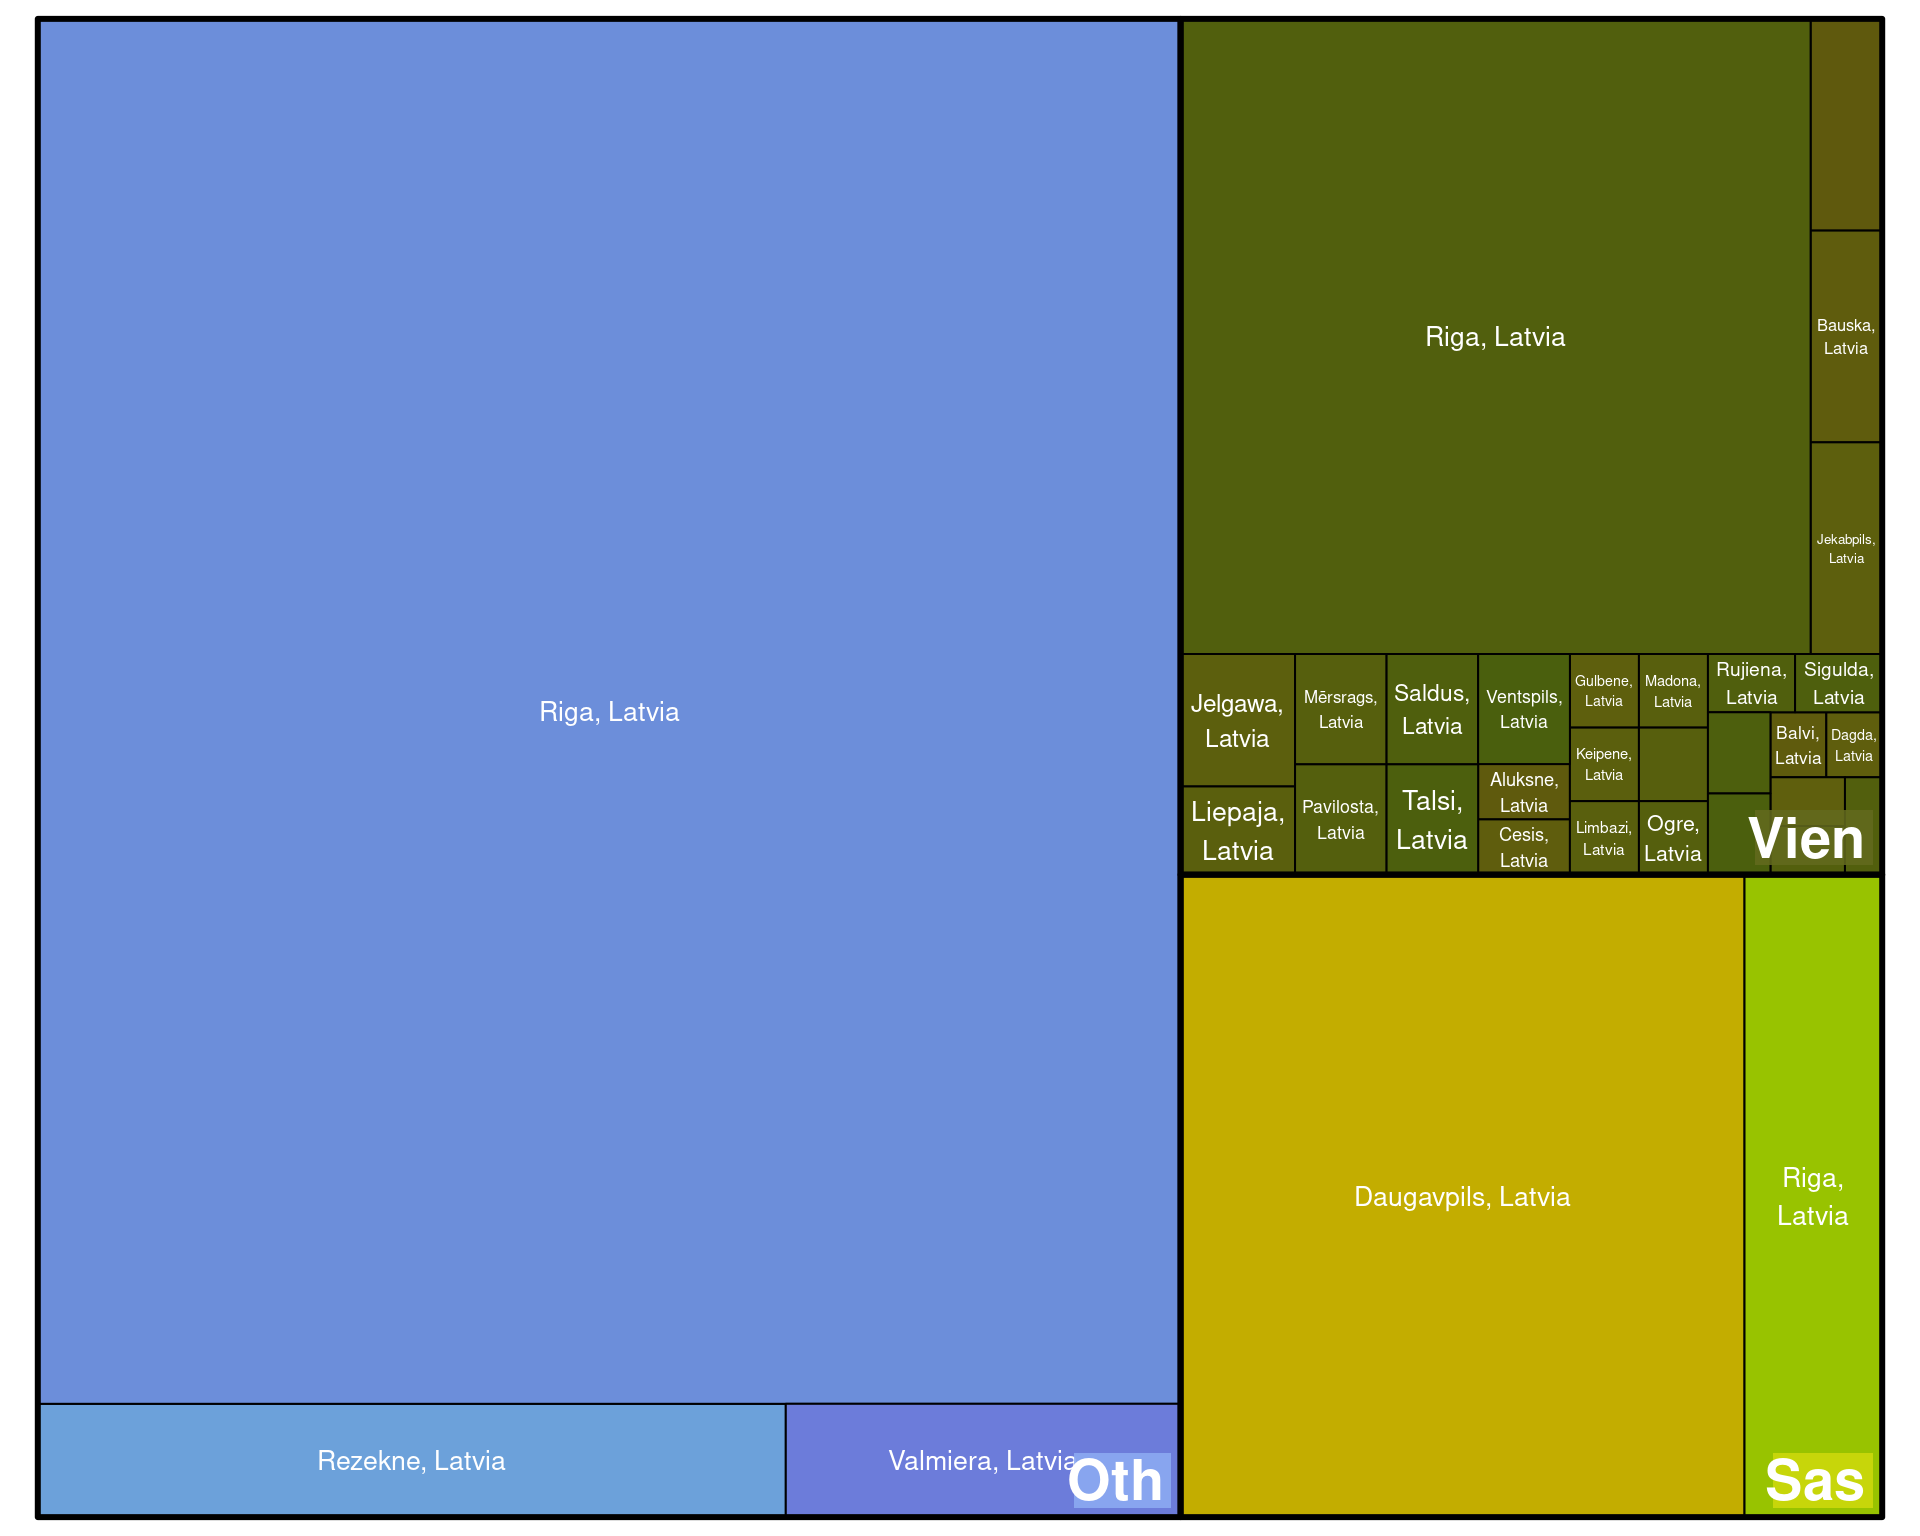 Riga, Latvia
Rezekne, Latvia
Valmiera, Latvia
Oth
Riga, Latvia
Bauska,
Latvia
Jekabpils,
Latvia
Jelgawa,
Latvia
Liepaja,
Latvia
Mērsrags,
Latvia
Pavilosta,
Latvia
Saldus,
Latvia
Talsi,
Latvia
Ventspils,
Latvia
Aluksne,
Latvia
Cesis,
Latvia
Gulbene,
Latvia
Keipene,
Latvia
Limbazi,
Latvia
Madona,
Latvia
Ogre,
Latvia
Rujiena,
Latvia
Sigulda,
Latvia
Balvi,
Latvia
Dagda,
Latvia
Vien
Daugavpils, Latvia
Riga,
Latvia
Sas